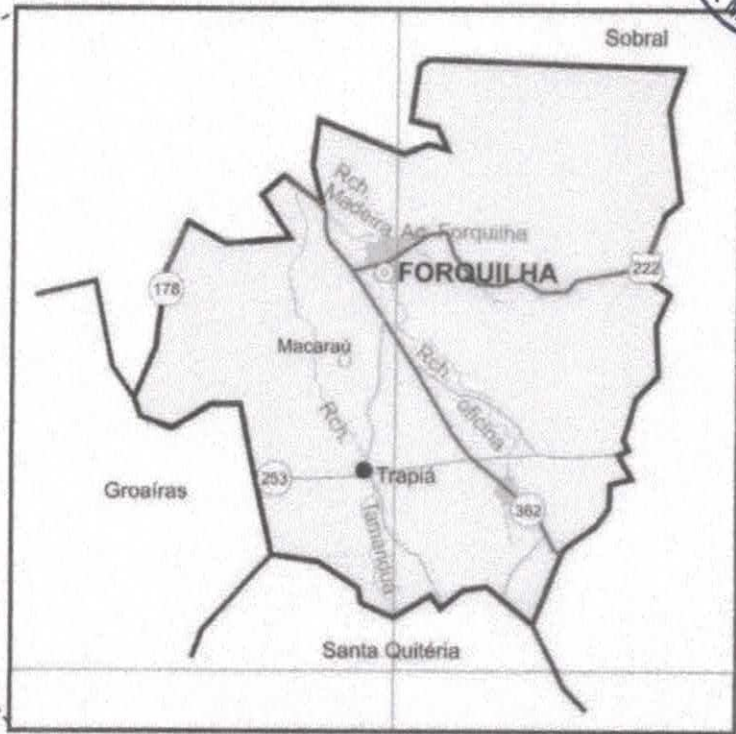 Sobral
Rch.
Madeira
Aç. Forquilha
FORQUILHA
222
178
Macaraú
Rch.
oficina
Rch.
Groaíras
253
Trapiá
362
Tamanduá
Santa Quitéria